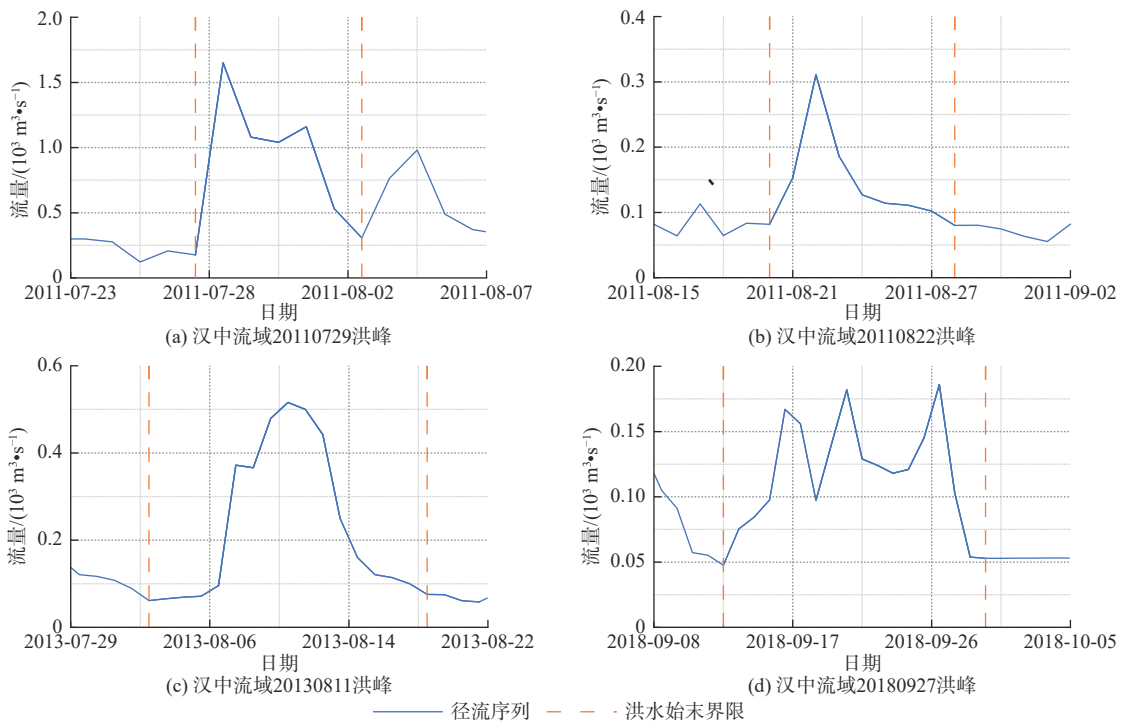 2.0
1.5
1.0
0.5
0
流量/(10³ m³•s⁻¹)
2011-07-23 2011-07-28 2011-08-02 2011-08-07
日期
(a) 汉中流域20110729洪峰
0.4
0.3
0.2
0.1
0
流量/(10³ m³•s⁻¹)
2011-08-15 2011-08-21 2011-08-27 2011-09-02
日期
(b) 汉中流域20110822洪峰
0.6
0.4
0.2
0
流量/(10³ m³•s⁻¹)
2013-07-29 2013-08-06 2013-08-14 2013-08-22
日期
(c) 汉中流域20130811洪峰
0.20
0.15
0.10
0.05
0
流量/(10³ m³•s⁻¹)
2018-09-08 2018-09-17 2018-09-26 2018-10-05
日期
(d) 汉中流域20180927洪峰
径流序列 洪水始末界限